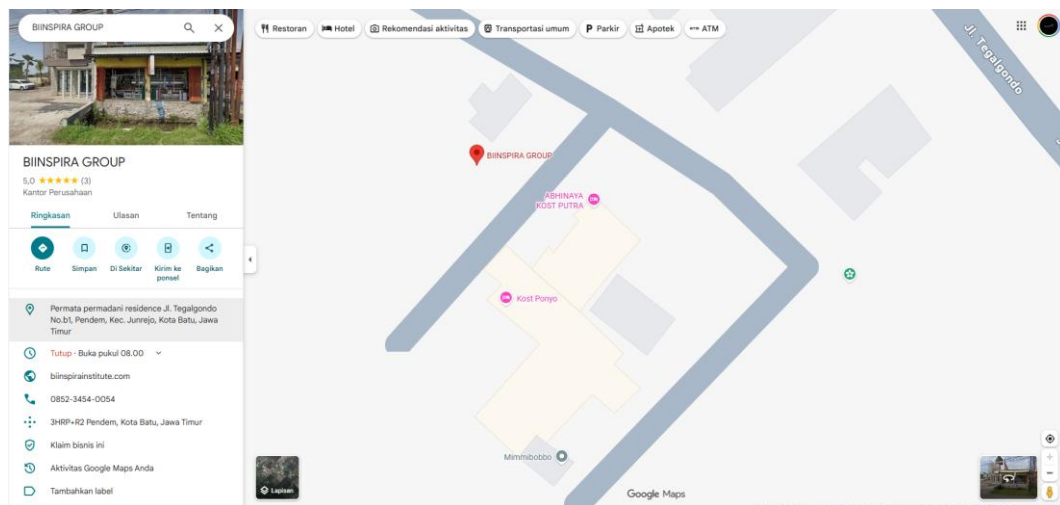 BIINSPIRA GROUP
Restoran
Hotel
Rekomendasi aktivitas
Transportasi umum
Parkir
Apotek
ATM
BIINSPIRA GROUP
5,0 (3)
Kantor Perusahaan
Ringkasan
Ulasan
Tentang
Rute
Simpan
Di Sekitar
Kirim ke
ponsel
Bagikan
Permata permadani residence Jl. Tegalgondo
No.b1, Pendem, Kec. Junrejo, Kota Batu, Jawa
Timur
Tutup · Buka pukul 08.00
biinspirainstitute.com
0852-3454-0054
3HRP+R2 Pendem, Kota Batu, Jawa Timur
Klaim bisnis ini
Aktivitas Google Maps Anda
Tambahkan label
Jl. Tegalgondo
BIINSPIRA GROUP
ABHINAYA
KOST PUTRA
Kost Ponyo
Mimmibobbo
Lapisan
Google Maps